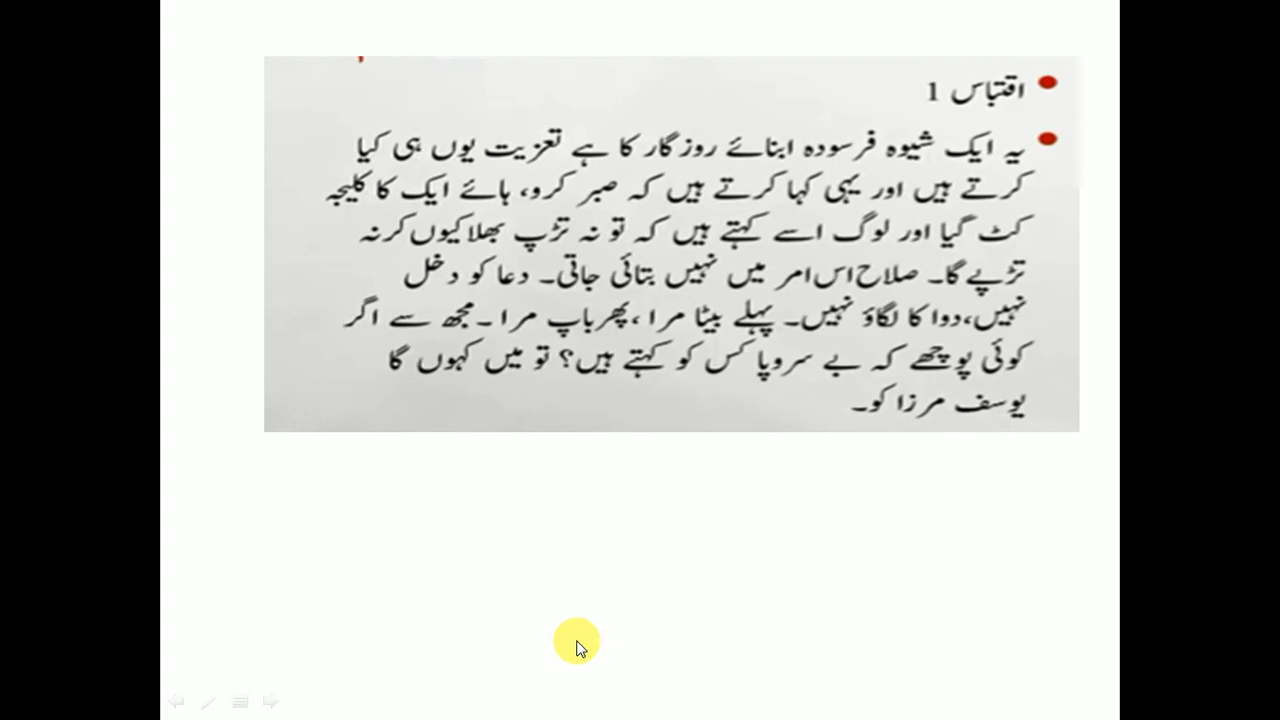 اقتباس 1
یہ ایک شیوہ فرسودہ ابنائے روزگار کا ہے تعزیت یوں ہی کیا
کرتے ہیں اور یہی کہا کرتے ہیں کہ صبر کرو، ہائے ایک کا کلیجہ
کٹ گیا اور لوگ اسے کہتے ہیں کہ تو نہ تڑپ بھلا کیوں کر نہ
تڑپے گا۔ صلاح اس امر میں نہیں بتائی جاتی۔ دعا کو دخل
نہیں، دوا کا لگاؤ نہیں۔ پہلے بیٹا مرا، پھر باپ مرا۔ مجھ سے اگر
کوئی پوچھے کہ بے سروپا کس کو کہتے ہیں؟ تو میں کہوں گا
یوسف مرزا کو۔